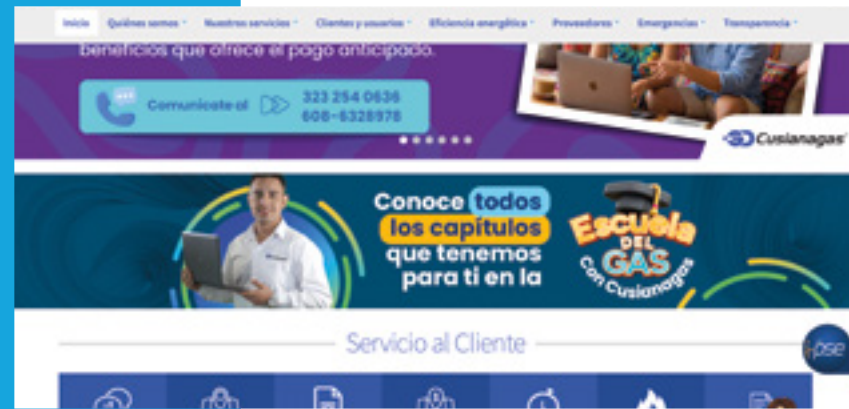 Inicio Quiénes somos Nuestros servicios Clientes y usuarios Eficiencia energética Proveedores Emergencias Transparencia
beneficios que ofrece el pago anticipado.
Comunícate al 323 254 0636
608-6328978
Cusianagas
Conoce todos
los capítulos
que tenemos
para ti en la
Escuela
DEL
GAS
Con Cusianagas
Servicio al Cliente
pse